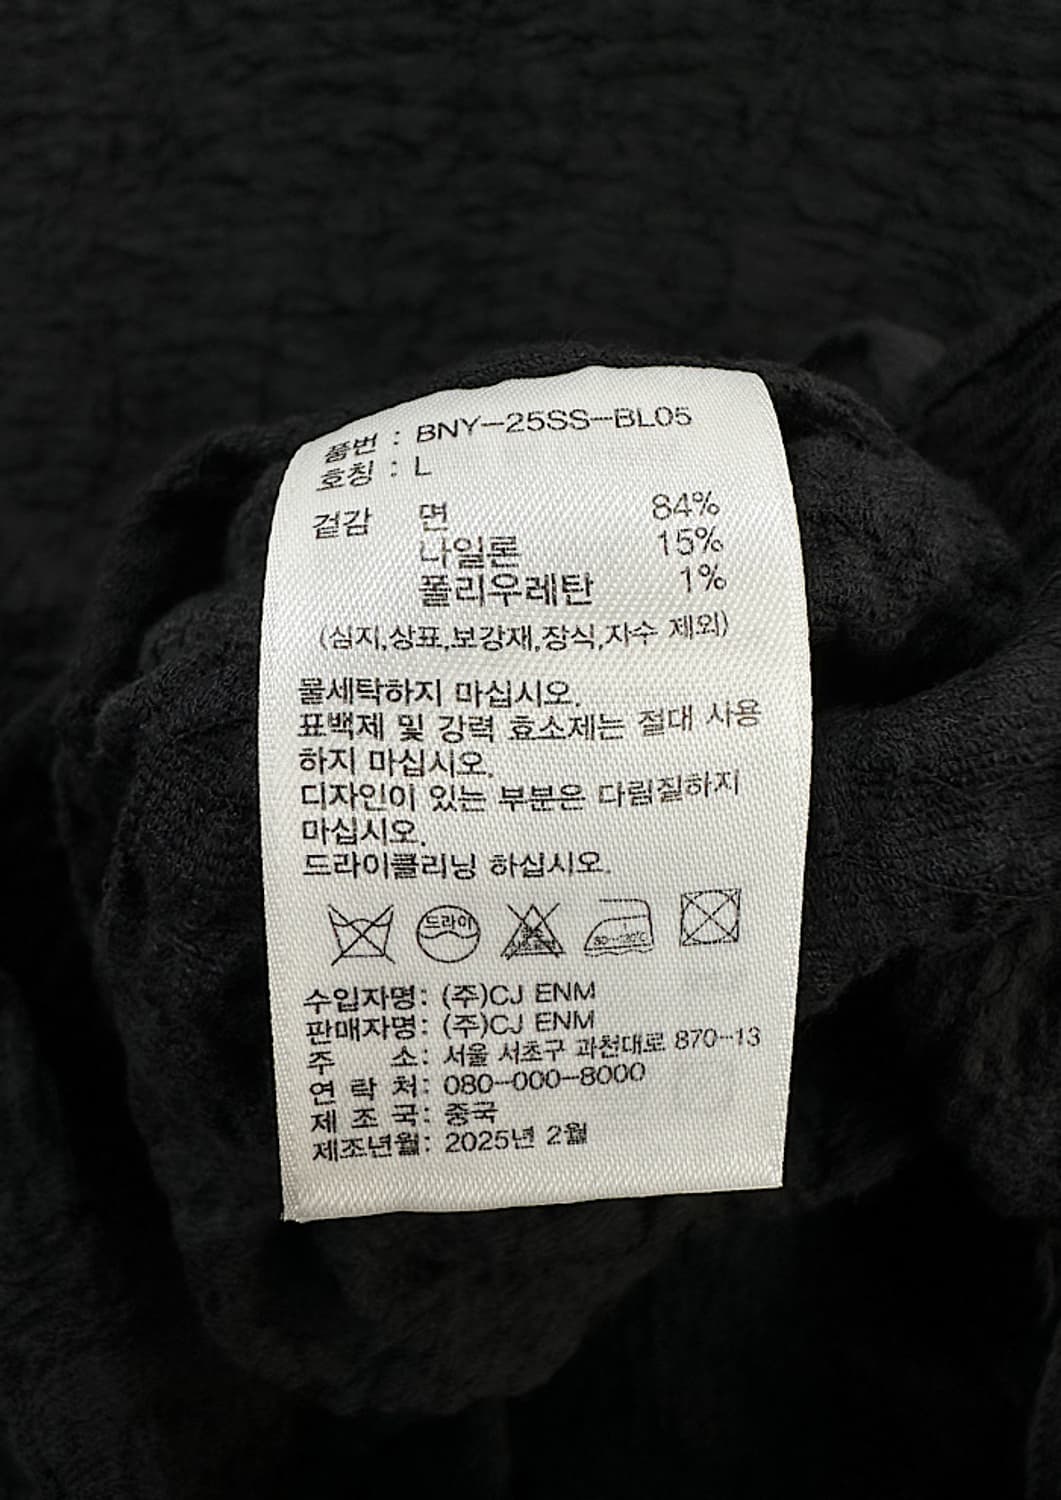 품번 : BNY-25SS-BL05
호칭 : L
겉감 면 84%
나일론 15%
폴리우레탄 1%
(심지,상표,보강재,장식,자수 제외)
물세탁하지 마십시오.
표백제 및 강력 효소제는 절대 사용
하지 마십시오.
디자인이 있는 부분은 다림질하지
마십시오.
드라이클리닝 하십시오.
드라이
수입자명: (주)CJ ENM
판매자명: (주)CJ ENM
주 소: 서울 서초구 과천대로 870-13
연 락 처: 080-000-8000
제 조 국: 중국
제조년월: 2025년 2월